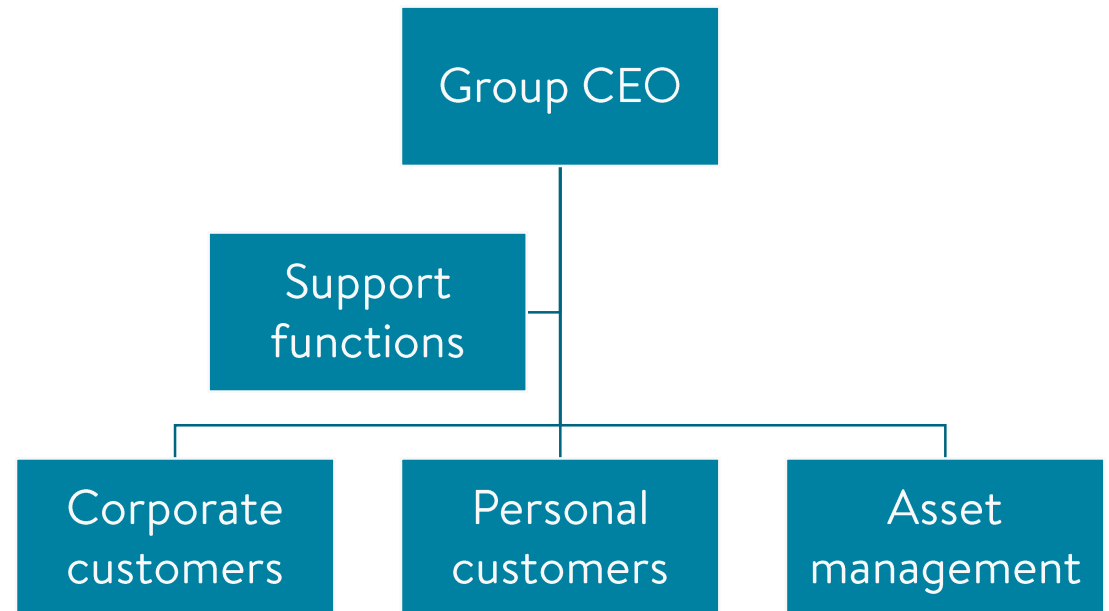 Group CEO
Support
functions
Corporate
customers
Personal
customers
Asset
management